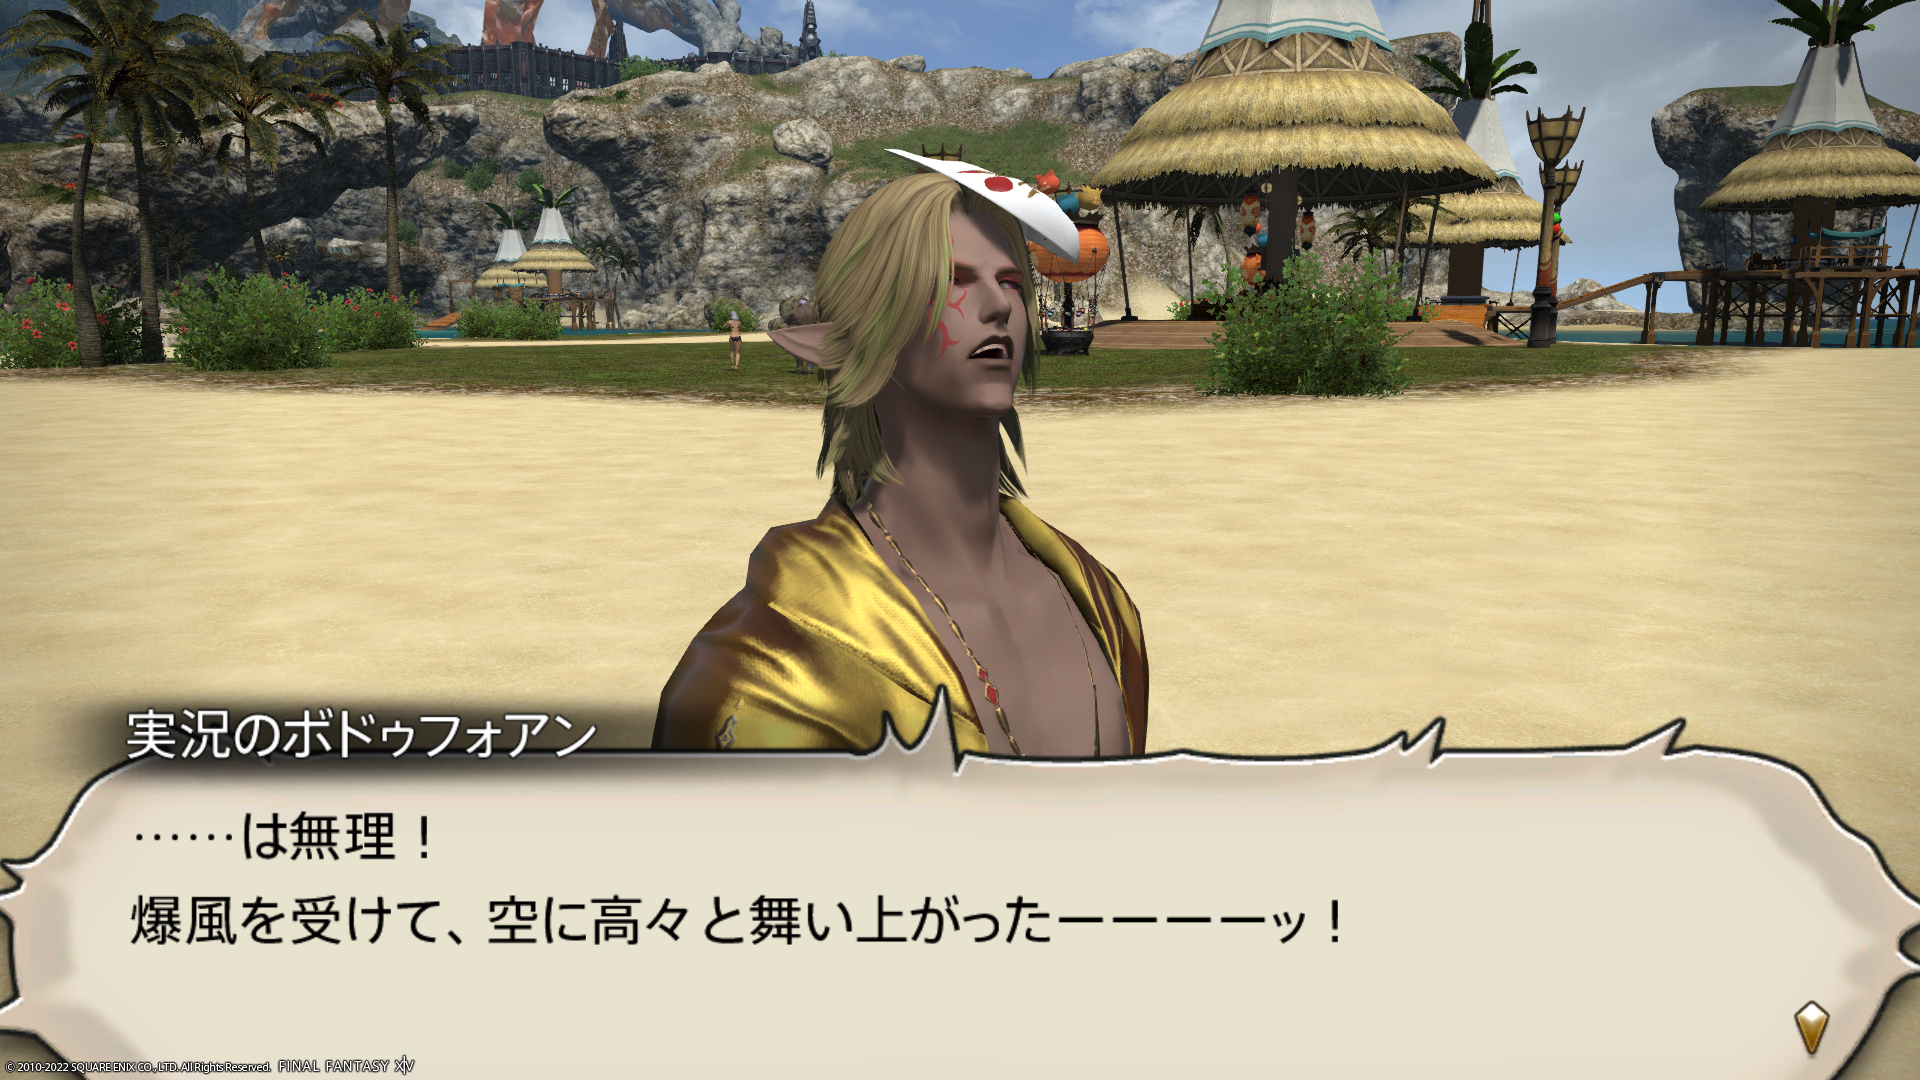 実況のボドゥフォアン
……は無理！
爆風を受けて、空に高々と舞い上がったーーーーッ！
© 2010-2022 SQUARE ENIX CO., LTD. All Rights Reserved. FINAL FANTASY XIV